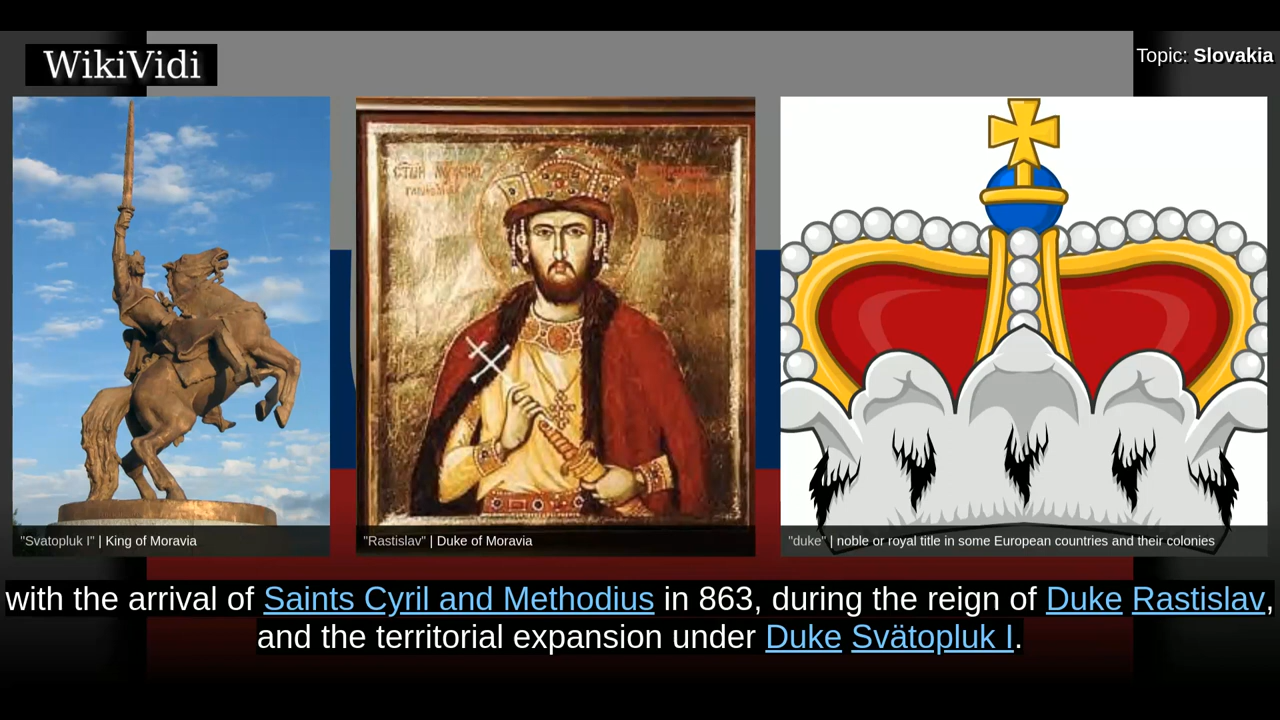 WikiVidi
Topic: Slovakia
"Svatopluk I" | King of Moravia
"Rastislav" | Duke of Moravia
"duke" | noble or royal title in some European countries and their colonies
with the arrival of Saints Cyril and Methodius in 863, during the reign of Duke Rastislav,
and the territorial expansion under Duke Svätopluk I.